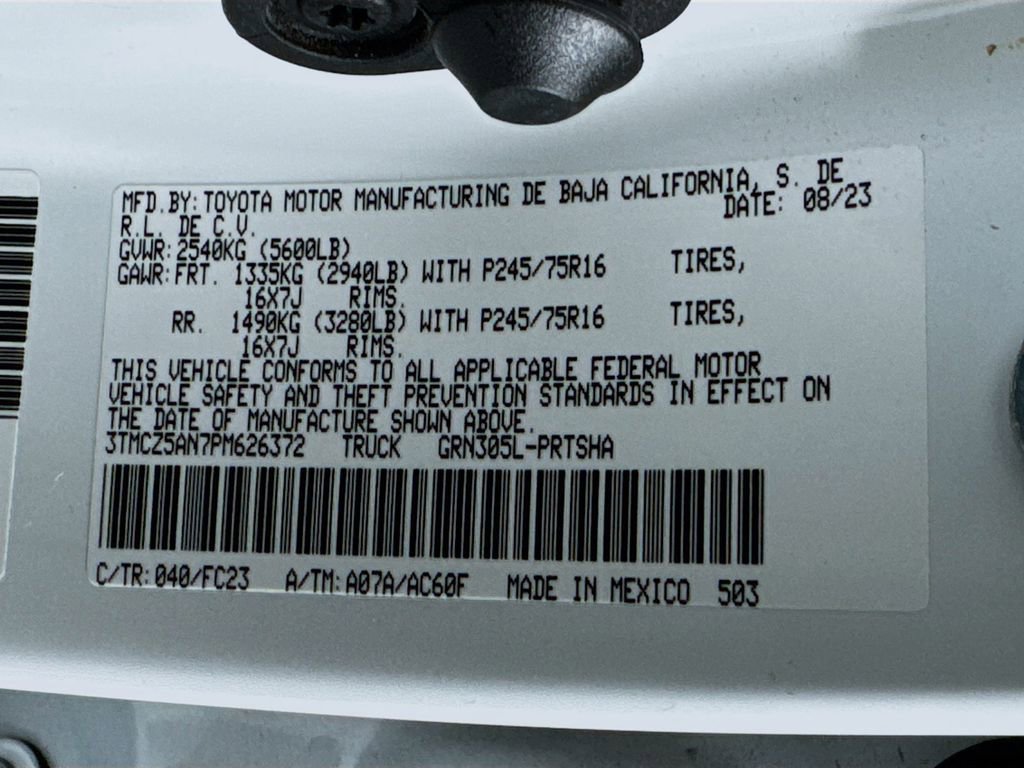 MFD.BY:TOYOTA MOTOR MANUFACTURING DE BAJA CALIFORNIA, S. DE
R.L. DE C.V. DATE: 08/23
GVWR:2540KG (5600LB)
GAWR:FRT. 1335KG (2940LB) WITH P245/75R16 TIRES,
16X7J RIMS.
RR. 1490KG (3280LB) WITH P245/75R16 TIRES,
16X7J RIMS.
THIS VEHICLE CONFORMS TO ALL APPLICABLE FEDERAL MOTOR
VEHICLE SAFETY AND THEFT PREVENTION STANDARDS IN EFFECT ON
THE DATE OF MANUFACTURE SHOWN ABOVE.
3TMCZ5AN7PM626372 TRUCK GRN305L-PRTSHA
C/TR:040/FC23 A/TM:A07A/AC60F MADE IN MEXICO 503